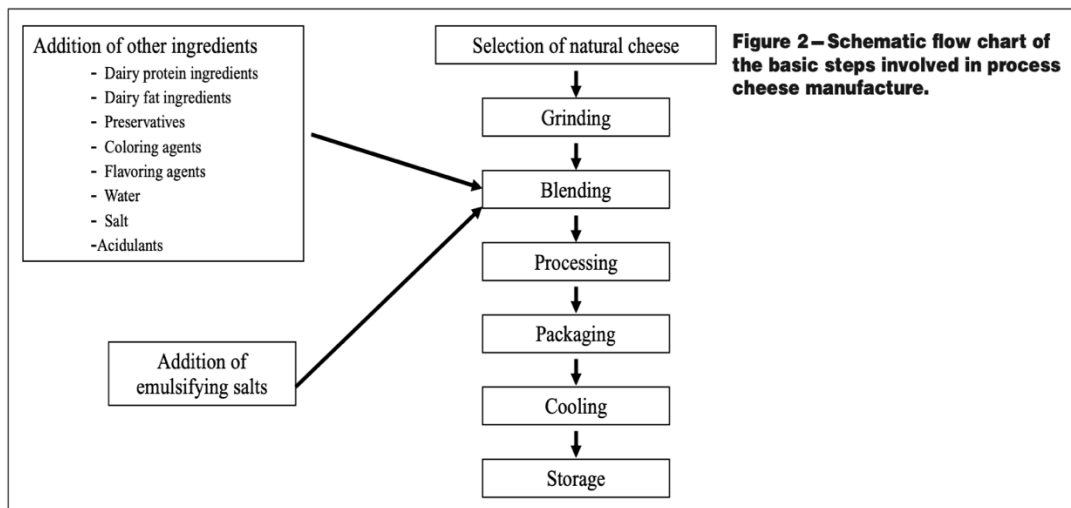 Addition of other ingredients
- Dairy protein ingredients
- Dairy fat ingredients
- Preservatives
- Coloring agents
- Flavoring agents
- Water
- Salt
-Acidulants
Addition of
emulsifying salts
Selection of natural cheese
Grinding
Blending
Processing
Packaging
Cooling
Storage
Figure 2—Schematic flow chart of
the basic steps involved in process
cheese manufacture.